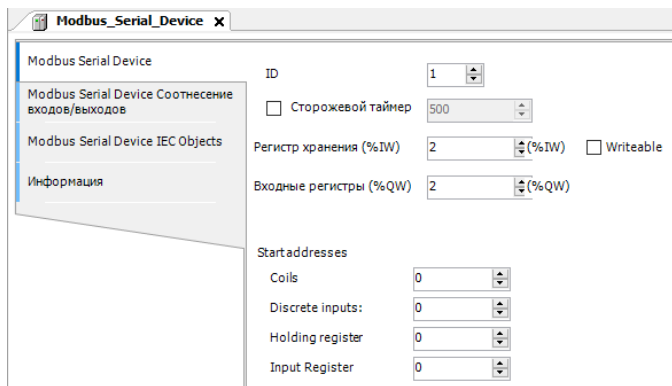 Modbus_Serial_Device x
Modbus Serial Device
Modbus Serial Device Соотнесение
входов/выходов
Modbus Serial Device IEC Objects
Информация
ID 1
Сторожевой таймер 500
Регистр хранения (%IW) 2 (%IW) Writeable
Входные регистры (%QW) 2 (%QW)
Start addresses
Coils 0
Discrete inputs: 0
Holding register 0
Input Register 0